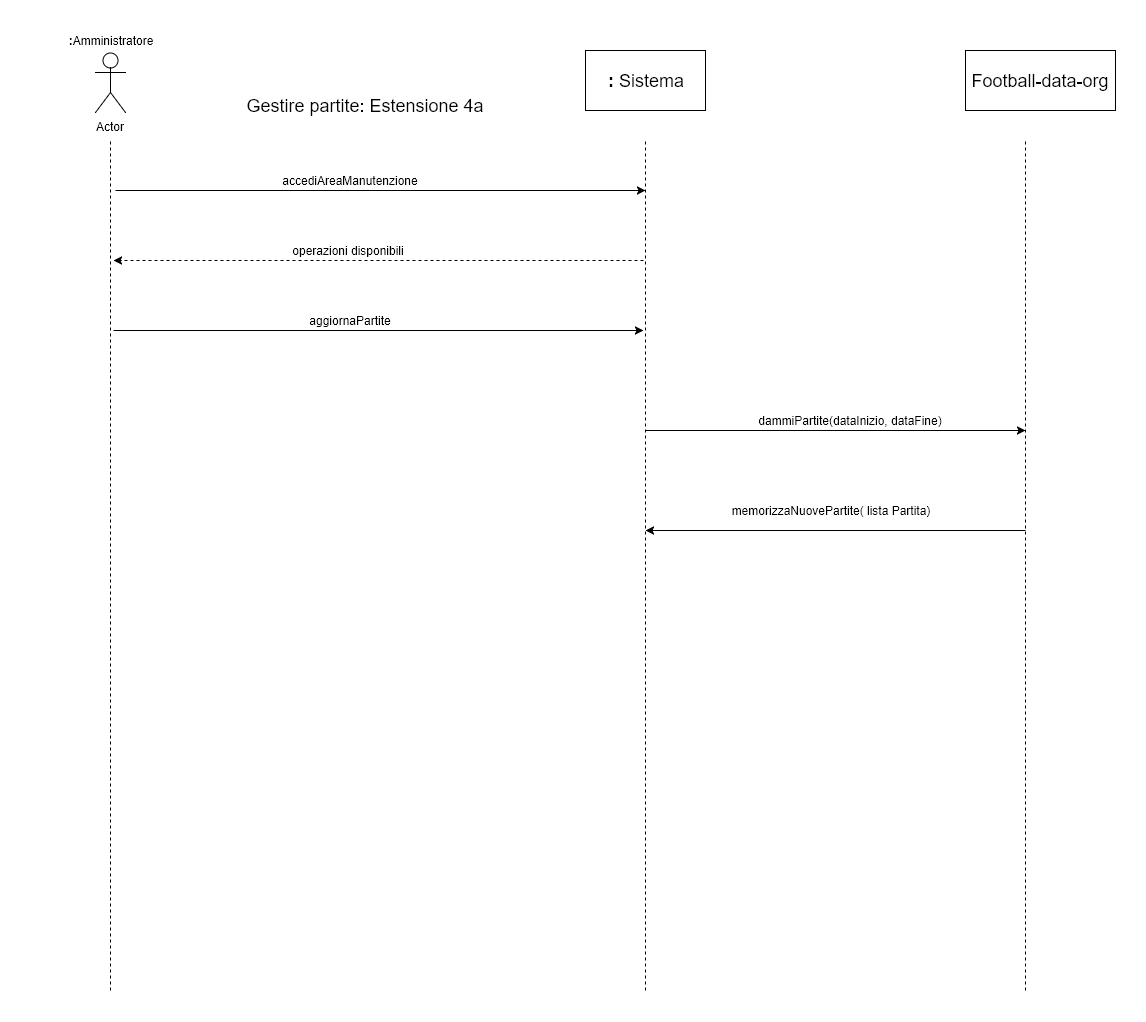 :Amministratore
Actor
Gestire partite: Estensione 4a
: Sistema
Football-data-org
accediAreaManutenzione
operazioni disponibili
aggiornaPartite
dammiPartite(dataInizio, dataFine)
memorizzaNuovePartite( lista Partita)